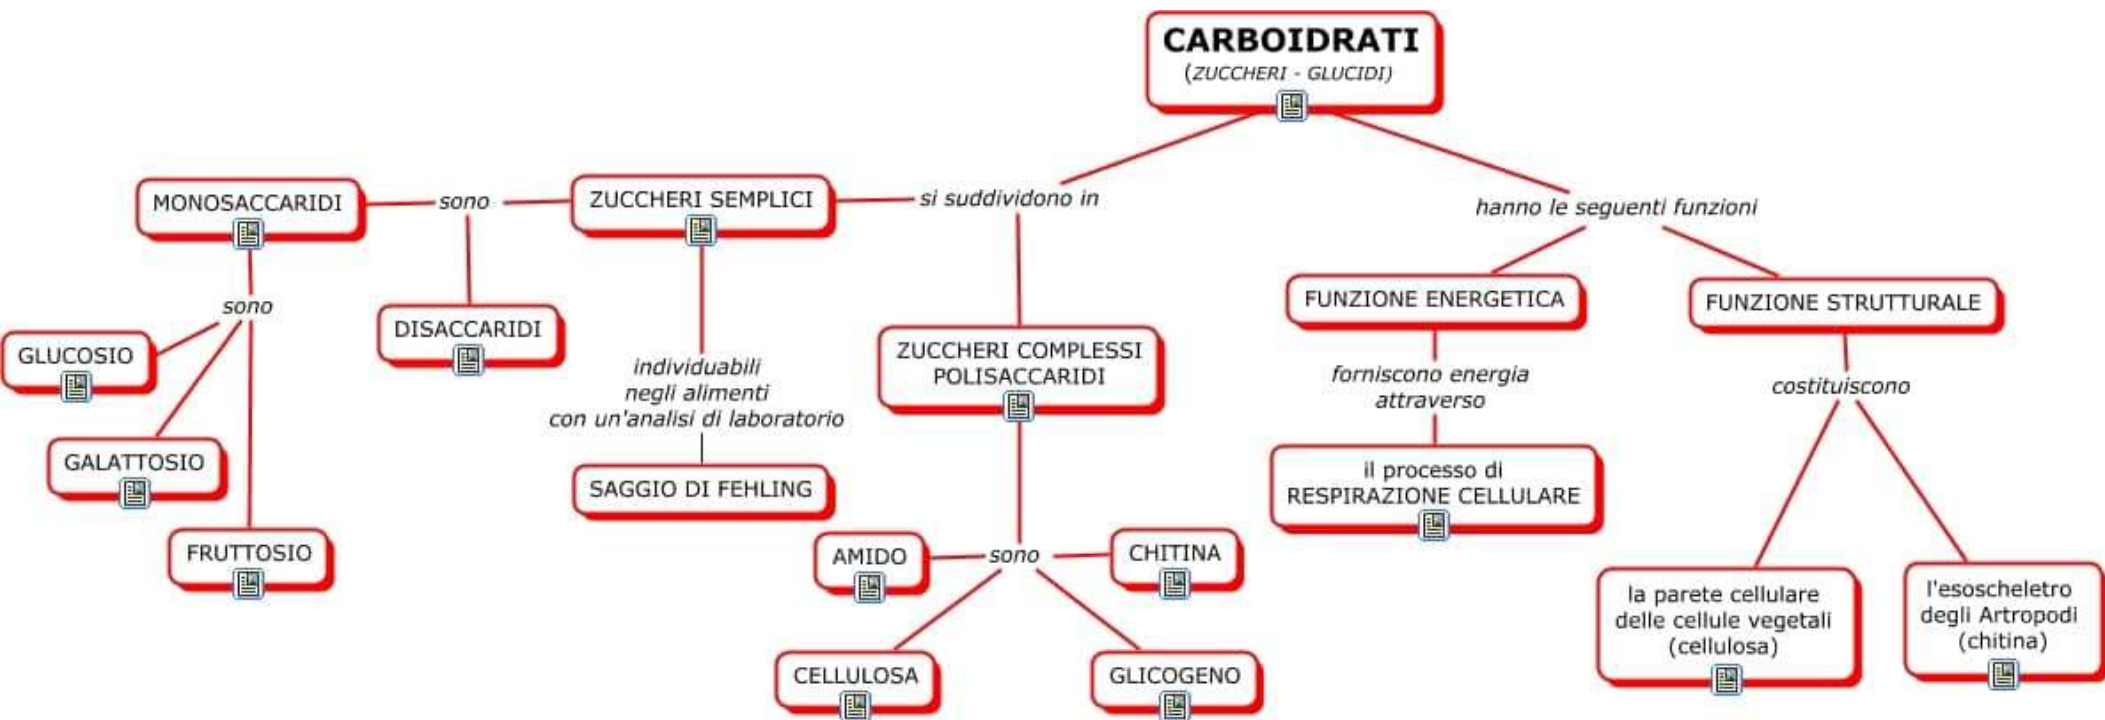 CARBOIDRATI
(ZUCCHERI - GLUCIDI)
MONOSACCARIDI
sono
ZUCCHERI SEMPLICI
si suddividono in
hanno le seguenti funzioni
sono
DISACCARIDI
GLUCOSIO
GALATTOSIO
FRUTTOSIO
individuabili
negli alimenti
con un'analisi di laboratorio
SAGGIO DI FEHLING
ZUCCHERI COMPLESSI
POLISACCARIDI
AMIDO
sono
CHITINA
CELLULOSA
GLICOGENO
FUNZIONE ENERGETICA
forniscono energia
attraverso
il processo di
RESPIRAZIONE CELLULARE
FUNZIONE STRUTTURALE
costituiscono
la parete cellulare
delle cellule vegetali
(cellulosa)
l'esoscheletro
degli Artropodi
(chitina)